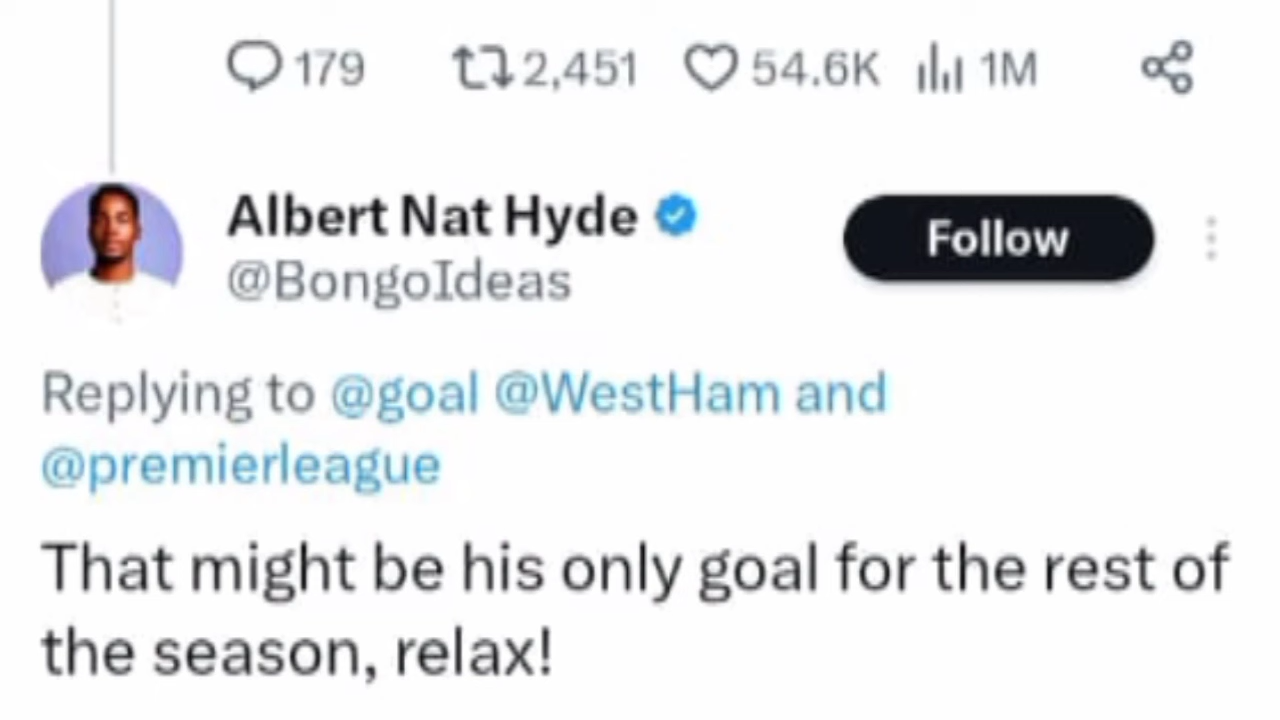 179 2,451 54.6K 1M
Albert Nat Hyde
Follow
@BongoIdeas
Replying to @goal @WestHam and
@premierleague
That might be his only goal for the rest of
the season, relax!